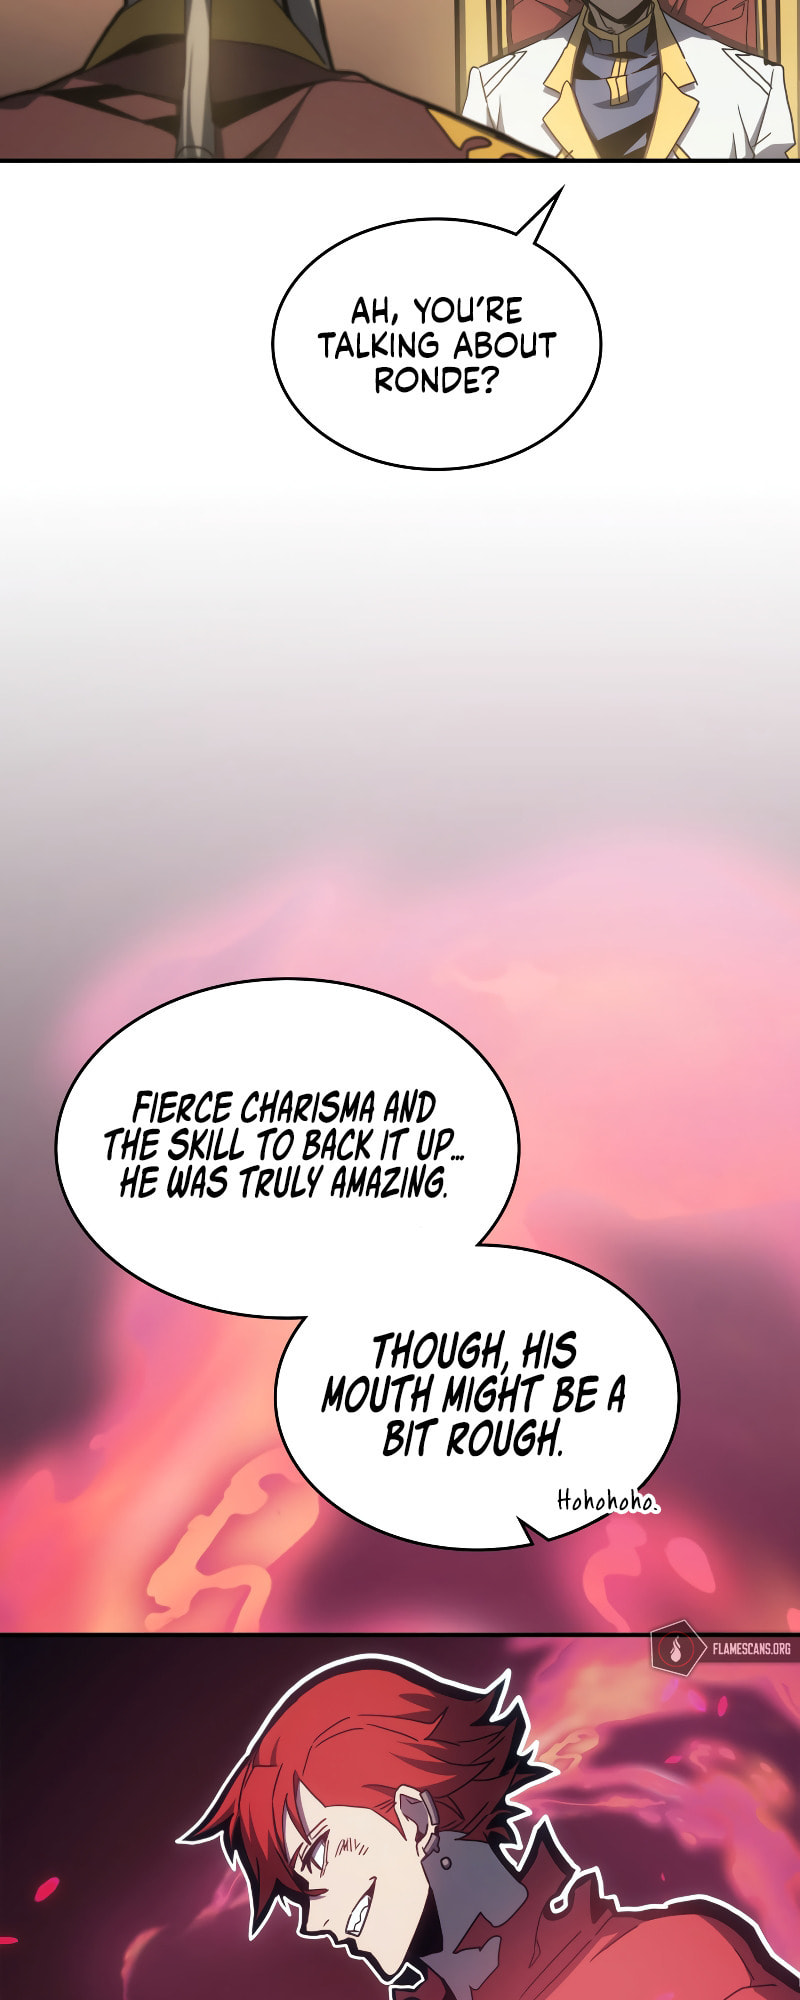 AH, YOU'RE
TALKING ABOUT
RONDE?
FIERCE CHARISMA AND
THE SKILL TO BACK IT UP...
HE WAS TRULY AMAZING.
THOUGH, HIS
MOUTH MIGHT BE A
BIT ROUGH.
Hohohoho.
FLAMESCANS.ORG